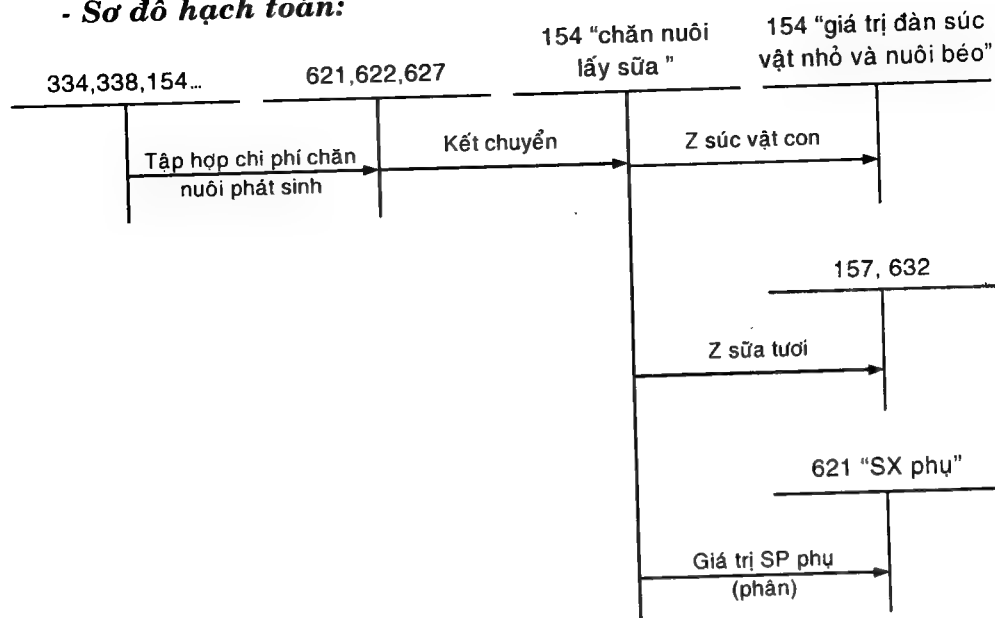 - Sơ đồ hạch toán:
334,338,154...
621,622,627
154 “chăn nuôi
lấy sữa ”
154 “giá trị đàn súc
vật nhỏ và nuôi béo”
Tập hợp chi phí chăn
nuôi phát sinh
Kết chuyển
Z súc vật con
157, 632
Z sữa tươi
621 “SX phụ”
Giá trị SP phụ
(phân)